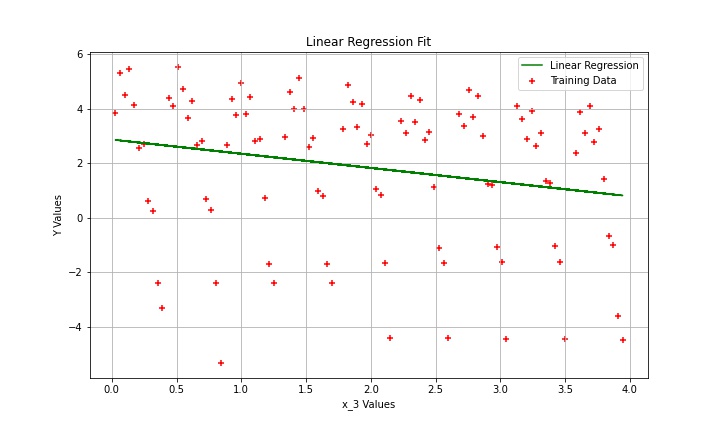 Linear Regression Fit
6
4
2
0
−2
−4
Y Values
Linear Regression
Training Data
0.0 0.5 1.0 1.5 2.0 2.5 3.0 3.5 4.0
x_3 Values